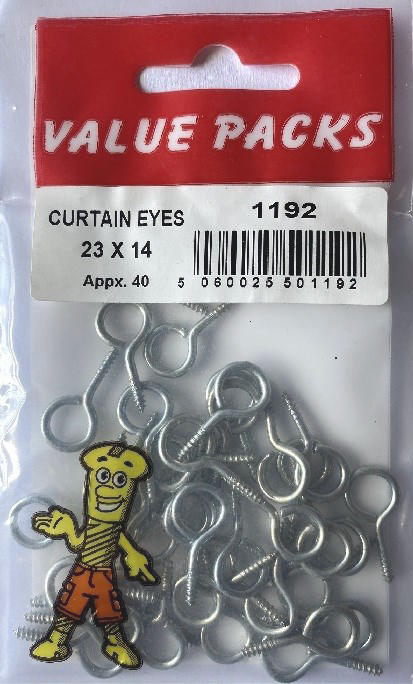 VALUE PACKS
CURTAIN EYES 1192
23 X 14
Appx. 40 5 060025 501192